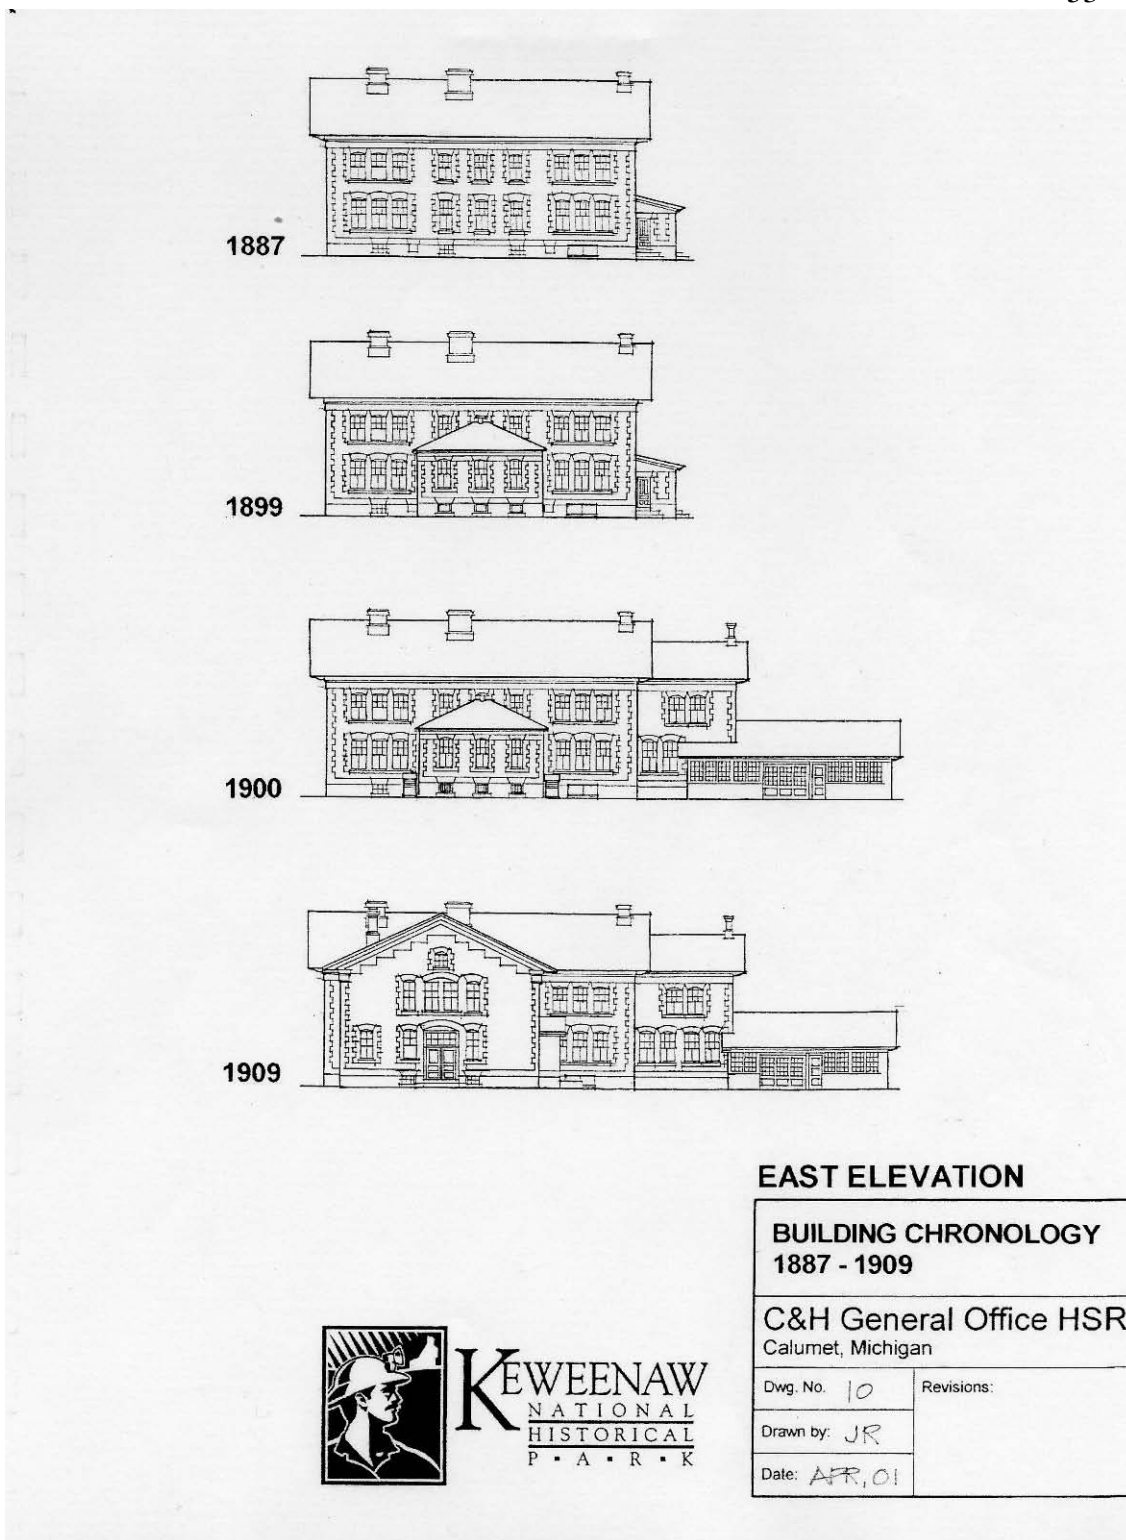 1887
1899
1900
1909
EAST ELEVATION
BUILDING CHRONOLOGY
1887 - 1909
C&H General Office HSR
Calumet, Michigan
Dwg. No. 10
Revisions:
Drawn by: JR
Date: APR, 01
KEWEENAW
NATIONAL
HISTORICAL
P • A • R • K